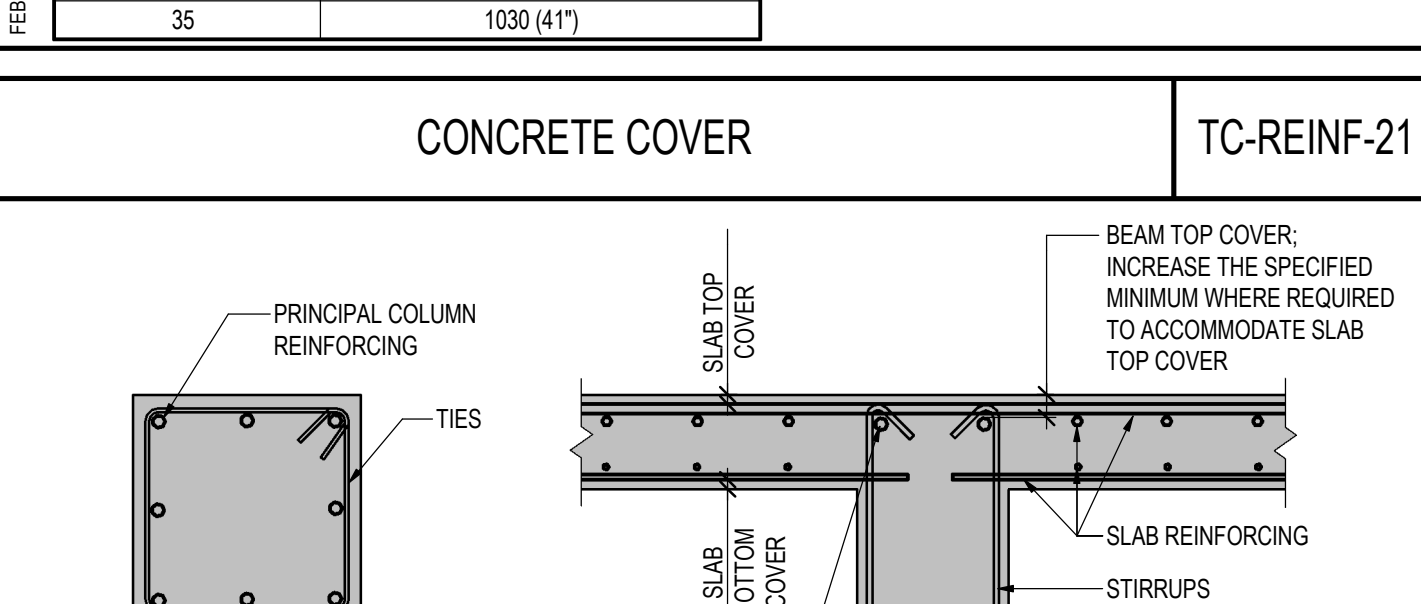 FEB
35
1030 (41")
CONCRETE COVER
TC-REINF-21
PRINCIPAL COLUMN
REINFORCING
TIES
SLAB TOP
COVER
BEAM TOP COVER;
INCREASE THE SPECIFIED
MINIMUM WHERE REQUIRED
TO ACCOMMODATE SLAB
TOP COVER
SLAB REINFORCING
STIRRUPS
SLAB
COVER